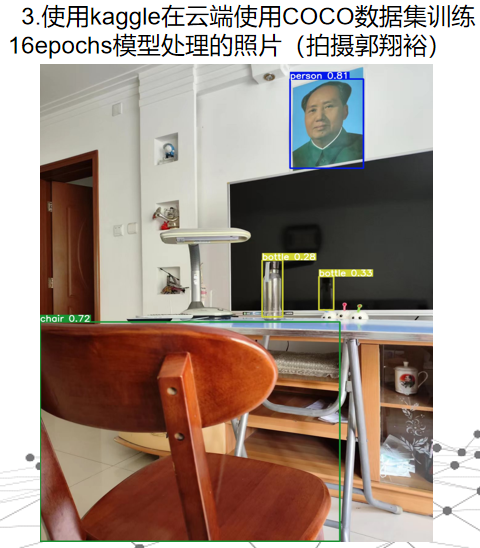 3.使用kaggle在云端使用COCO数据集训练
16epochs模型处理的照片（拍摄郭翔裕）
person 0.81
bottle 0.28
bottle 0.33
chair 0.72